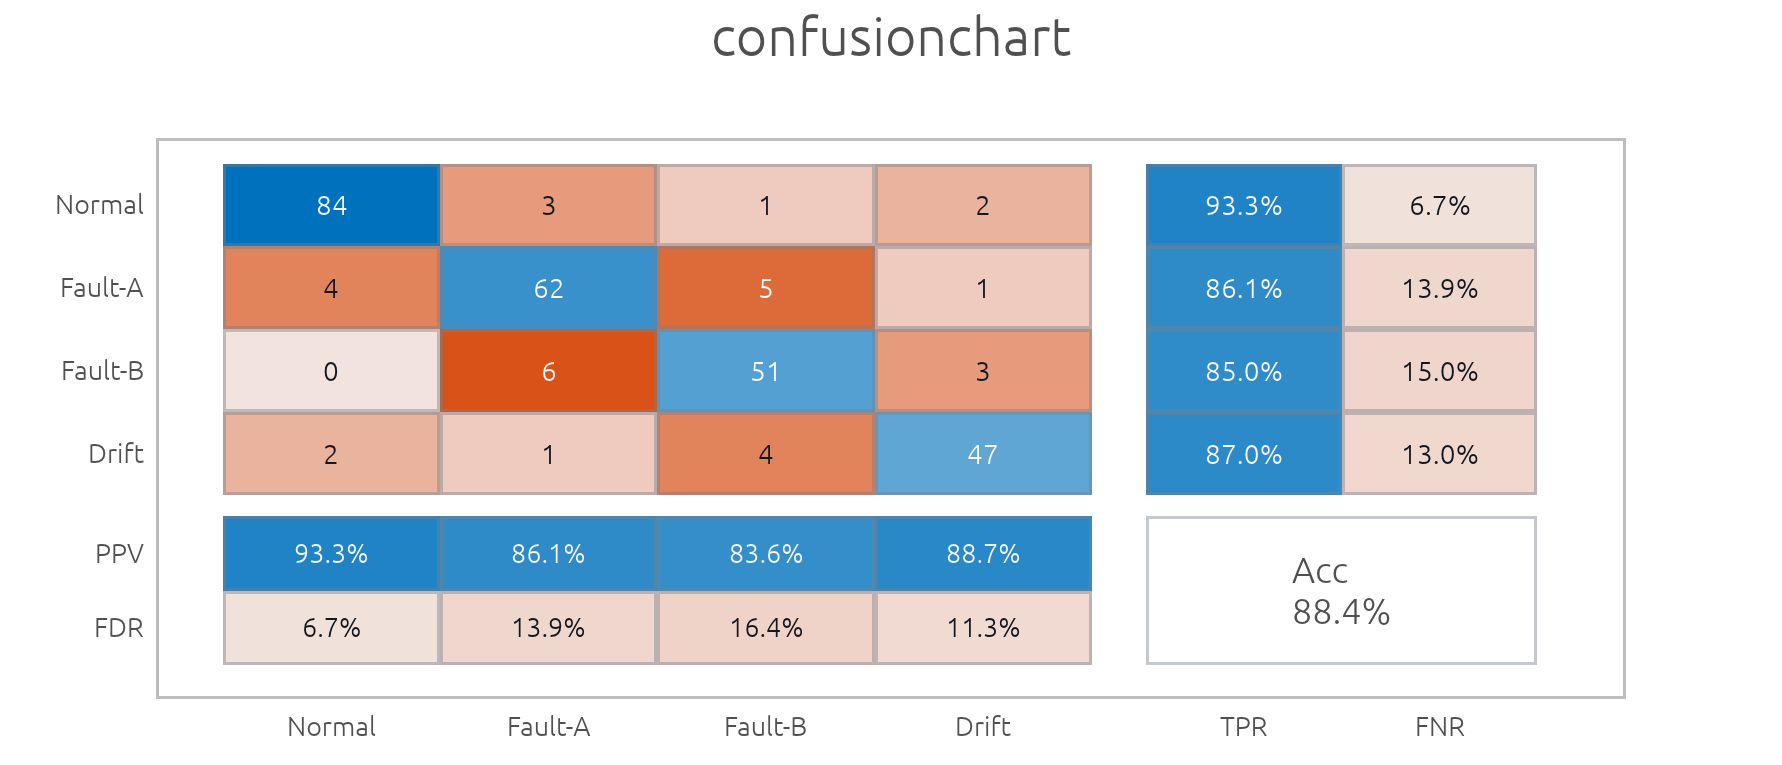 confusionchart
Normal 84 3 1 2 93.3% 6.7%
Fault-A 4 62 5 1 86.1% 13.9%
Fault-B 0 6 51 3 85.0% 15.0%
Drift 2 1 4 47 87.0% 13.0%
PPV 93.3% 86.1% 83.6% 88.7%
FDR 6.7% 13.9% 16.4% 11.3%
Acc
88.4%
Normal Fault-A Fault-B Drift TPR FNR